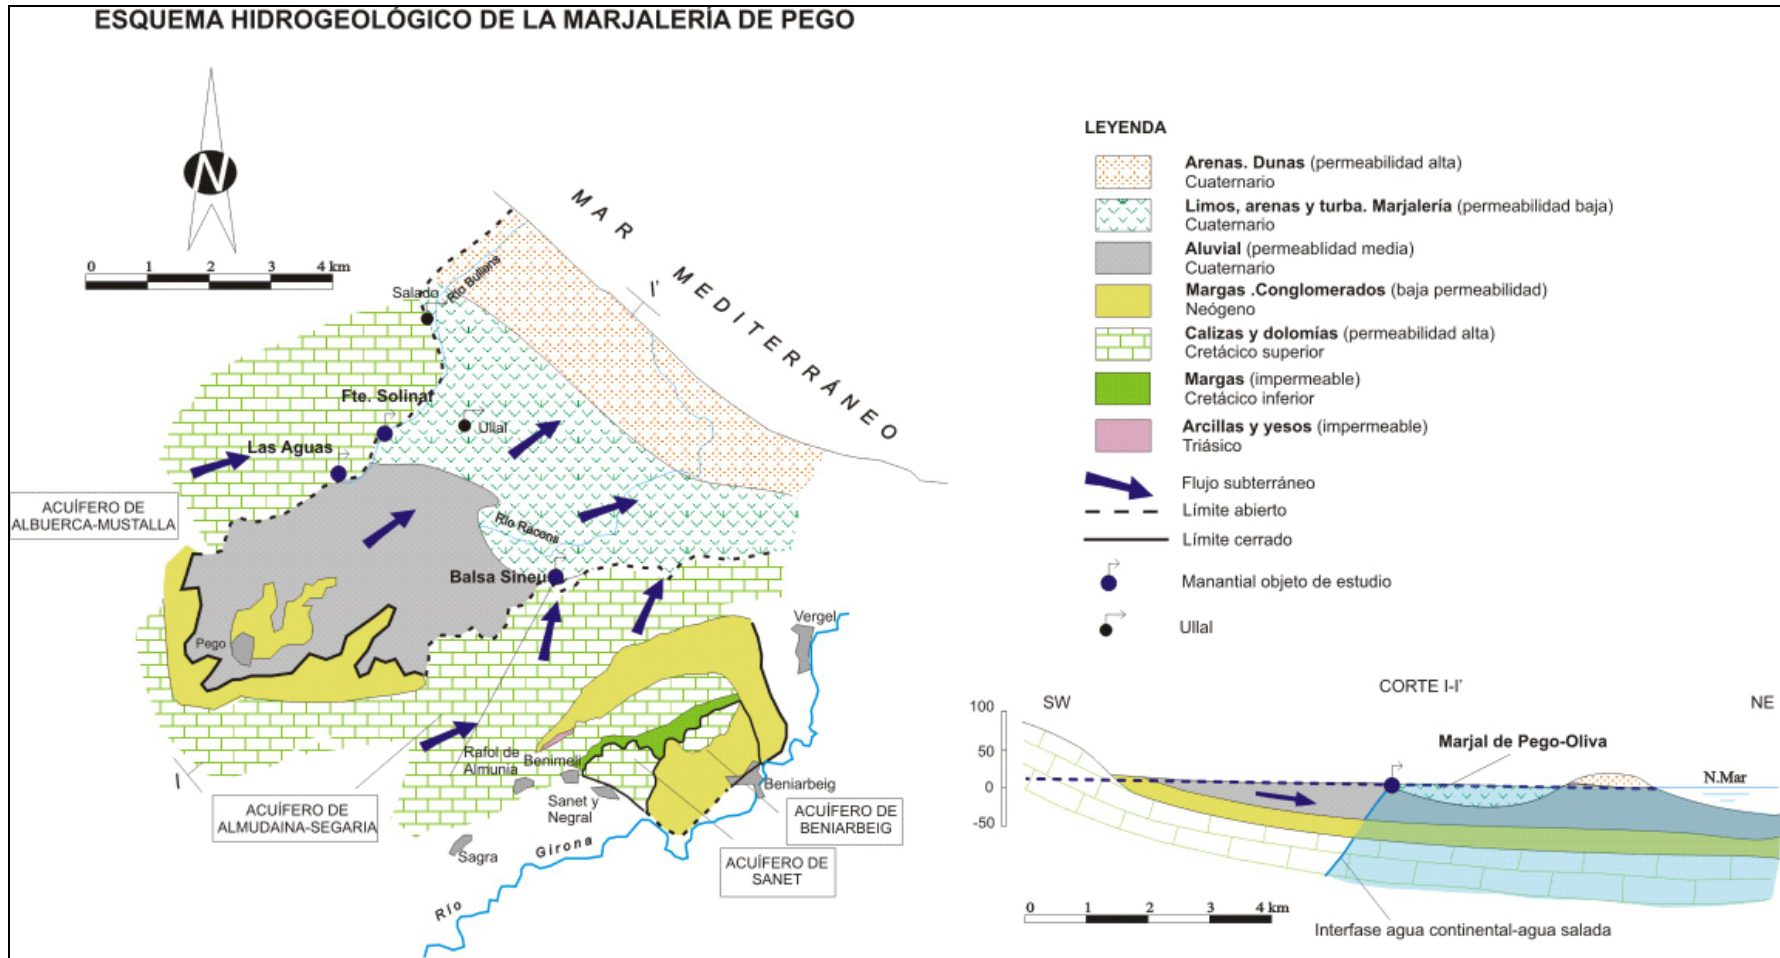 ESQUEMA HIDROGEOLÓGICO DE LA MARJALERÍA DE PEGO
N
0 1 2 3 4 km
MAR MEDITERRÁNEO
I'
Río Bullens
Salado
Fte. Solinar
Ullal
Las Aguas
ACUÍFERO DE
ALBUERCA-MUSTALLA
Río Racons
Balsa Sineu
Pego
Vergel
I
Rafol de
Almunia
Benimeli
Sanet y
Negral
Beniarbeig
Sagra
Río Girona
ACUÍFERO DE
ALMUDAINA-SEGARIA
ACUÍFERO DE
BENIARBEIG
ACUÍFERO DE
SANET
LEYENDA
Arenas. Dunas (permeabilidad alta)
Cuaternario
Limos, arenas y turba. Marjalería (permeabilidad baja)
Cuaternario
Aluvial (permeablidad media)
Cuaternario
Margas .Conglomerados (baja permeabilidad)
Neógeno
Calizas y dolomías (permeabilidad alta)
Cretácico superior
Margas (impermeable)
Cretácico inferior
Arcillas y yesos (impermeable)
Triásico
Flujo subterráneo
Límite abierto
Límite cerrado
Manantial objeto de estudio
Ullal
CORTE I-I'
SW
NE
100
50
0
-50
Marjal de Pego-Oliva
N.Mar
0 1 2 3 4 km
Interfase agua continental-agua salada